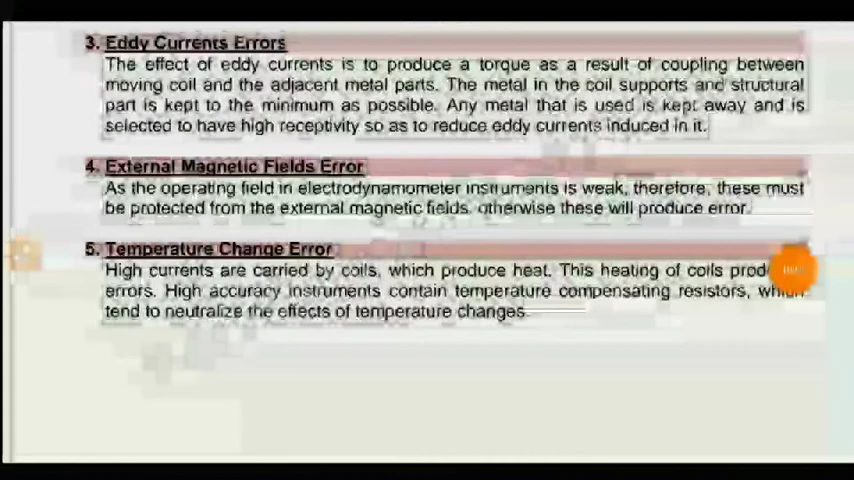 3. Eddy Currents Errors
The effect of eddy currents is to produce a torque as a result of coupling between
moving coil and the adjacent metal parts. The metal in the coil supports and structural
part is kept to the minimum as possible. Any metal that is used is kept away and is
selected to have high receptivity so as to reduce eddy currents induced in it.
4. External Magnetic Fields Error
As the operating field in electrodynamometer instruments is weak, therefore, these must
be protected from the external magnetic fields, otherwise these will produce error.
5. Temperature Change Error
High currents are carried by coils, which produce heat. This heating of coils
errors. High accuracy instruments contain temperature compensating resistors, which
tend to neutralize the effects of temperature changes.